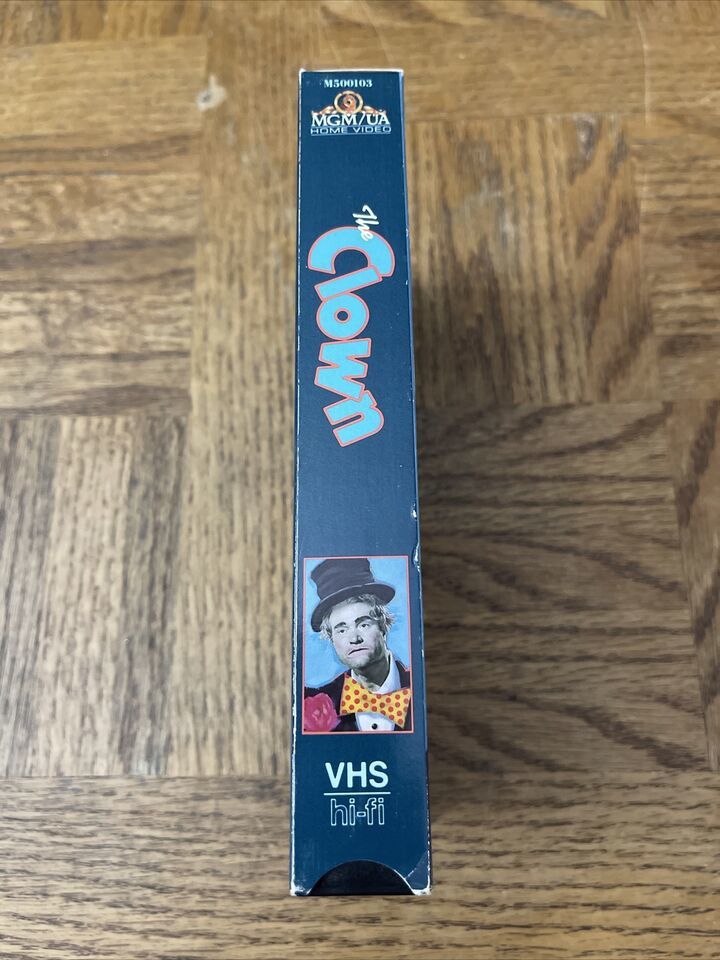 M500103
MGM/UA
HOME VIDEO
The
Clown
VHS
hi-fi